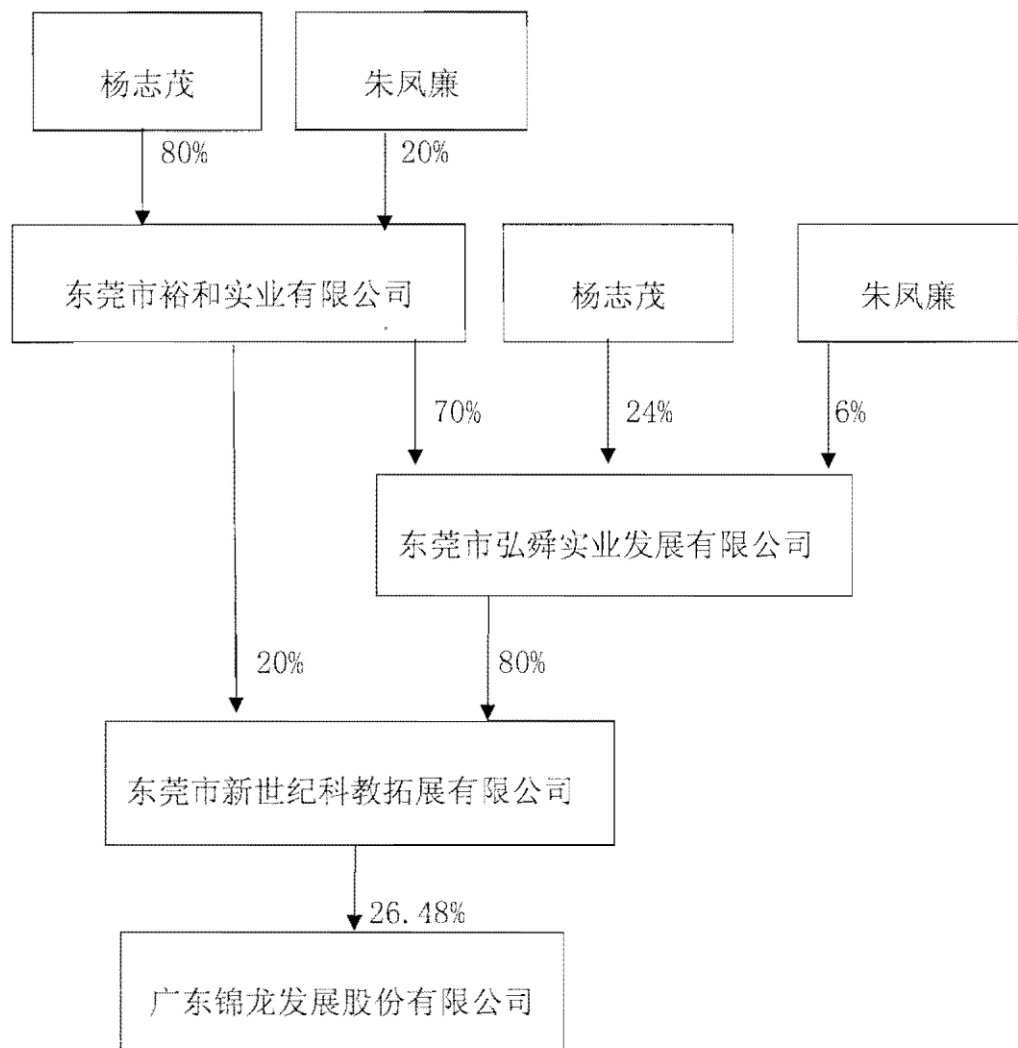 杨志茂
朱凤廉
80%
20%
东莞市裕和实业有限公司
杨志茂
朱凤廉
70%
24%
6%
东莞市弘舜实业发展有限公司
20%
80%
东莞市新世纪科教拓展有限公司
26.48%
广东锦龙发展股份有限公司